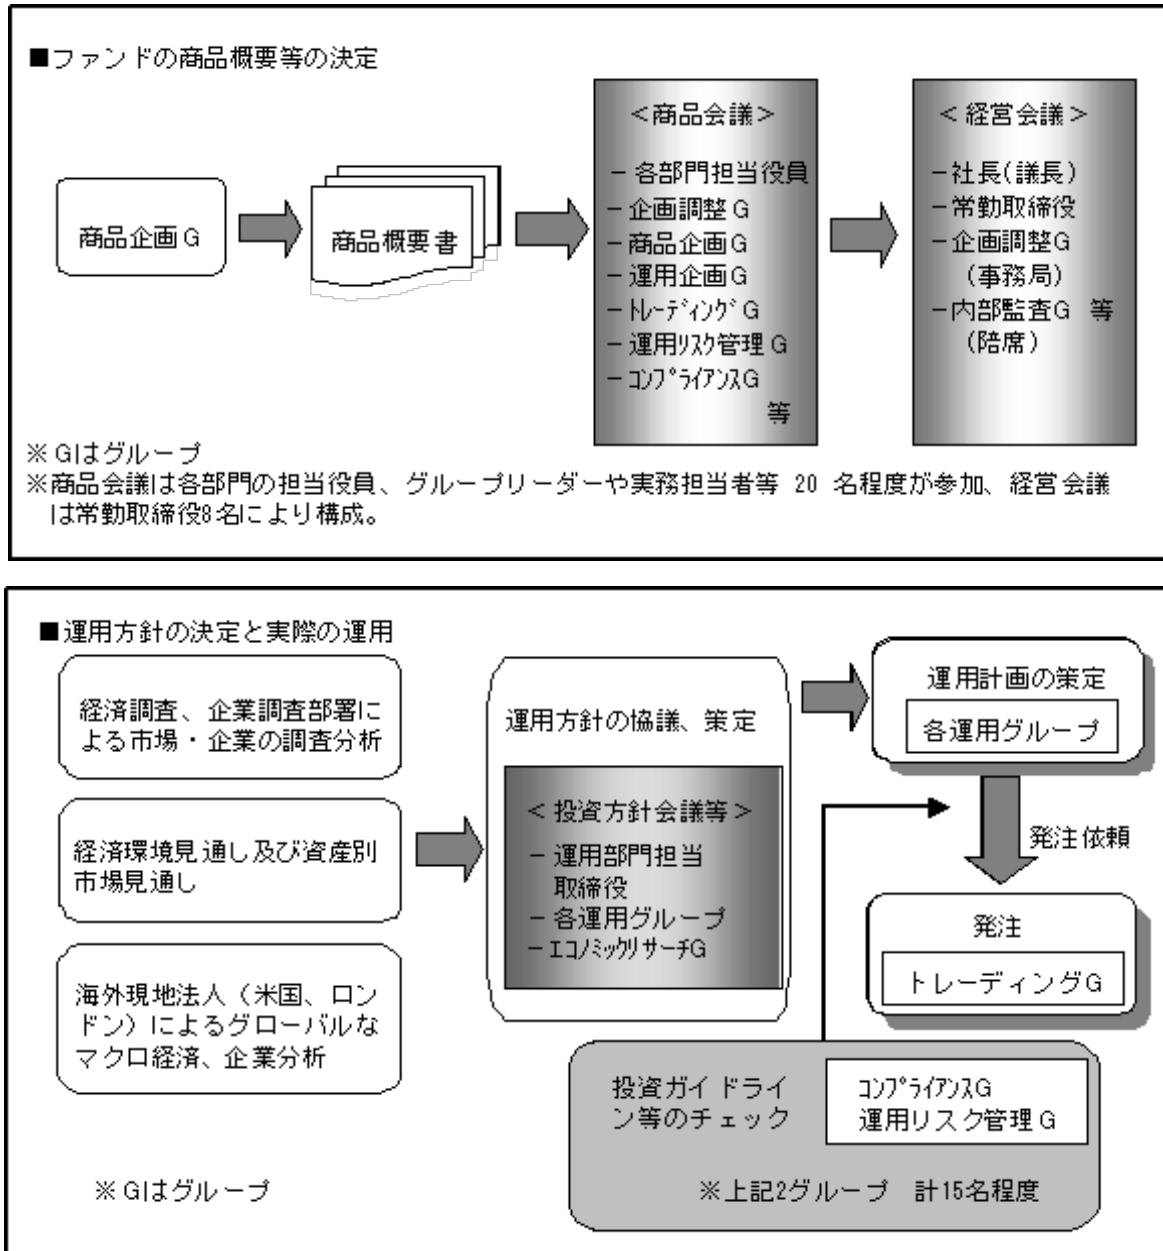 ■ファンドの商品概要等の決定
商品企画G
商品概要書
＜商品会議＞
－各部門担当役員
－企画調整G
－商品企画G
－運用企画G
－ﾄﾚｰﾃﾞｨﾝｸﾞG
－運用ﾘｽｸ管理G
－ｺﾝﾌﾟﾗｲｱﾝｽG
等
＜経営会議＞
－社長(議長)
－常勤取締役
－企画調整G
(事務局)
－内部監査G 等
(陪席)
※Gはグループ
※商品会議は各部門の担当役員、グループリーダーや実務担当者等 20 名程度が参加、経営会議
は常勤取締役8名により構成。
■運用方針の決定と実際の運用
経済調査、企業調査部署に
よる市場・企業の調査分析
経済環境見通し及び資産別
市場見通し
海外現地法人（米国、ロン
ドン）によるグローバルな
マクロ経済、企業分析
運用方針の協議、策定
＜投資方針会議等＞
－運用部門担当
取締役
－各運用グループ
－ｴｺﾉﾐｯｸﾘｻｰﾁG
運用計画の策定
各運用グループ
発注依頼
発注
トレーディングG
投資ガイドライ
ン等のチェック
ｺﾝﾌﾟﾗｲｱﾝｽG
運用リスク管理G
※上記2グループ 計15名程度
※Gはグループ